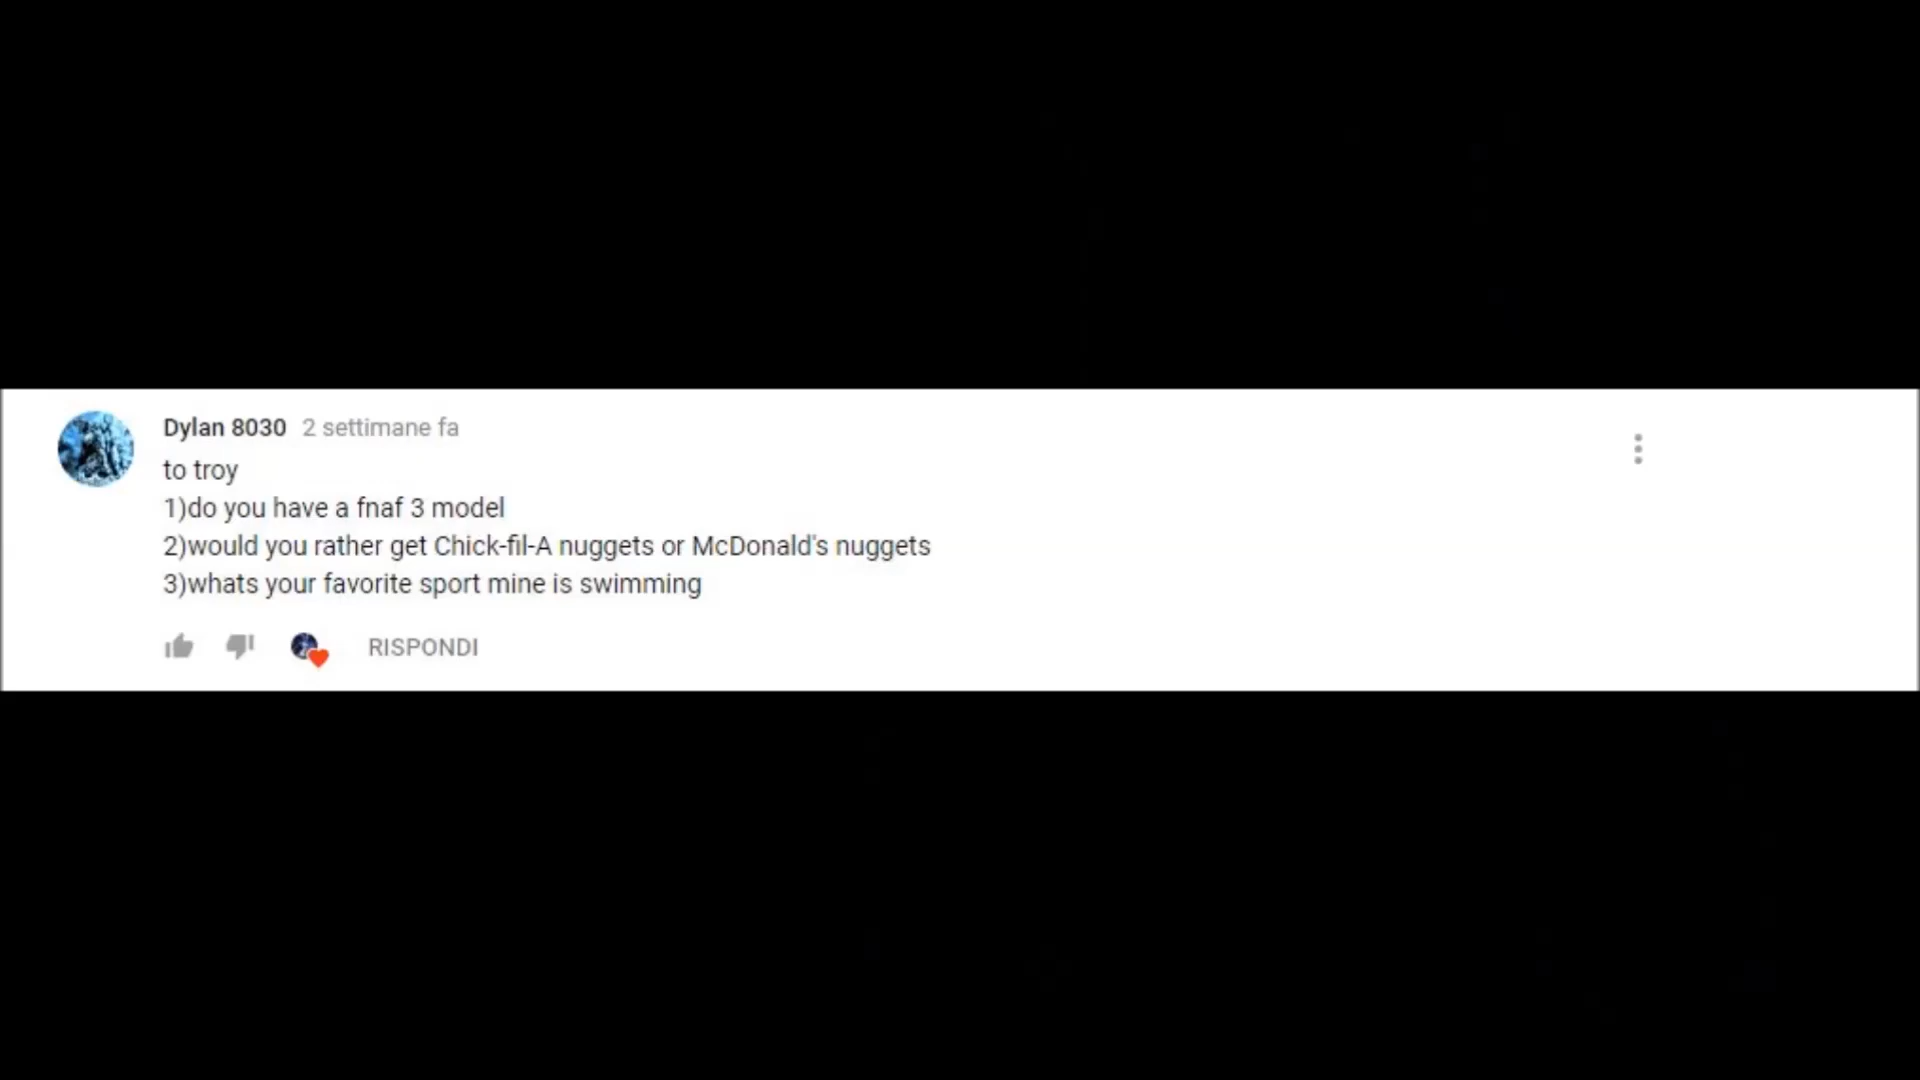 Dylan 8030 2 settimane fa
to troy
1)do you have a fnaf 3 model
2)would you rather get Chick-fil-A nuggets or McDonald's nuggets
3)whats your favorite sport mine is swimming
RISPONDI